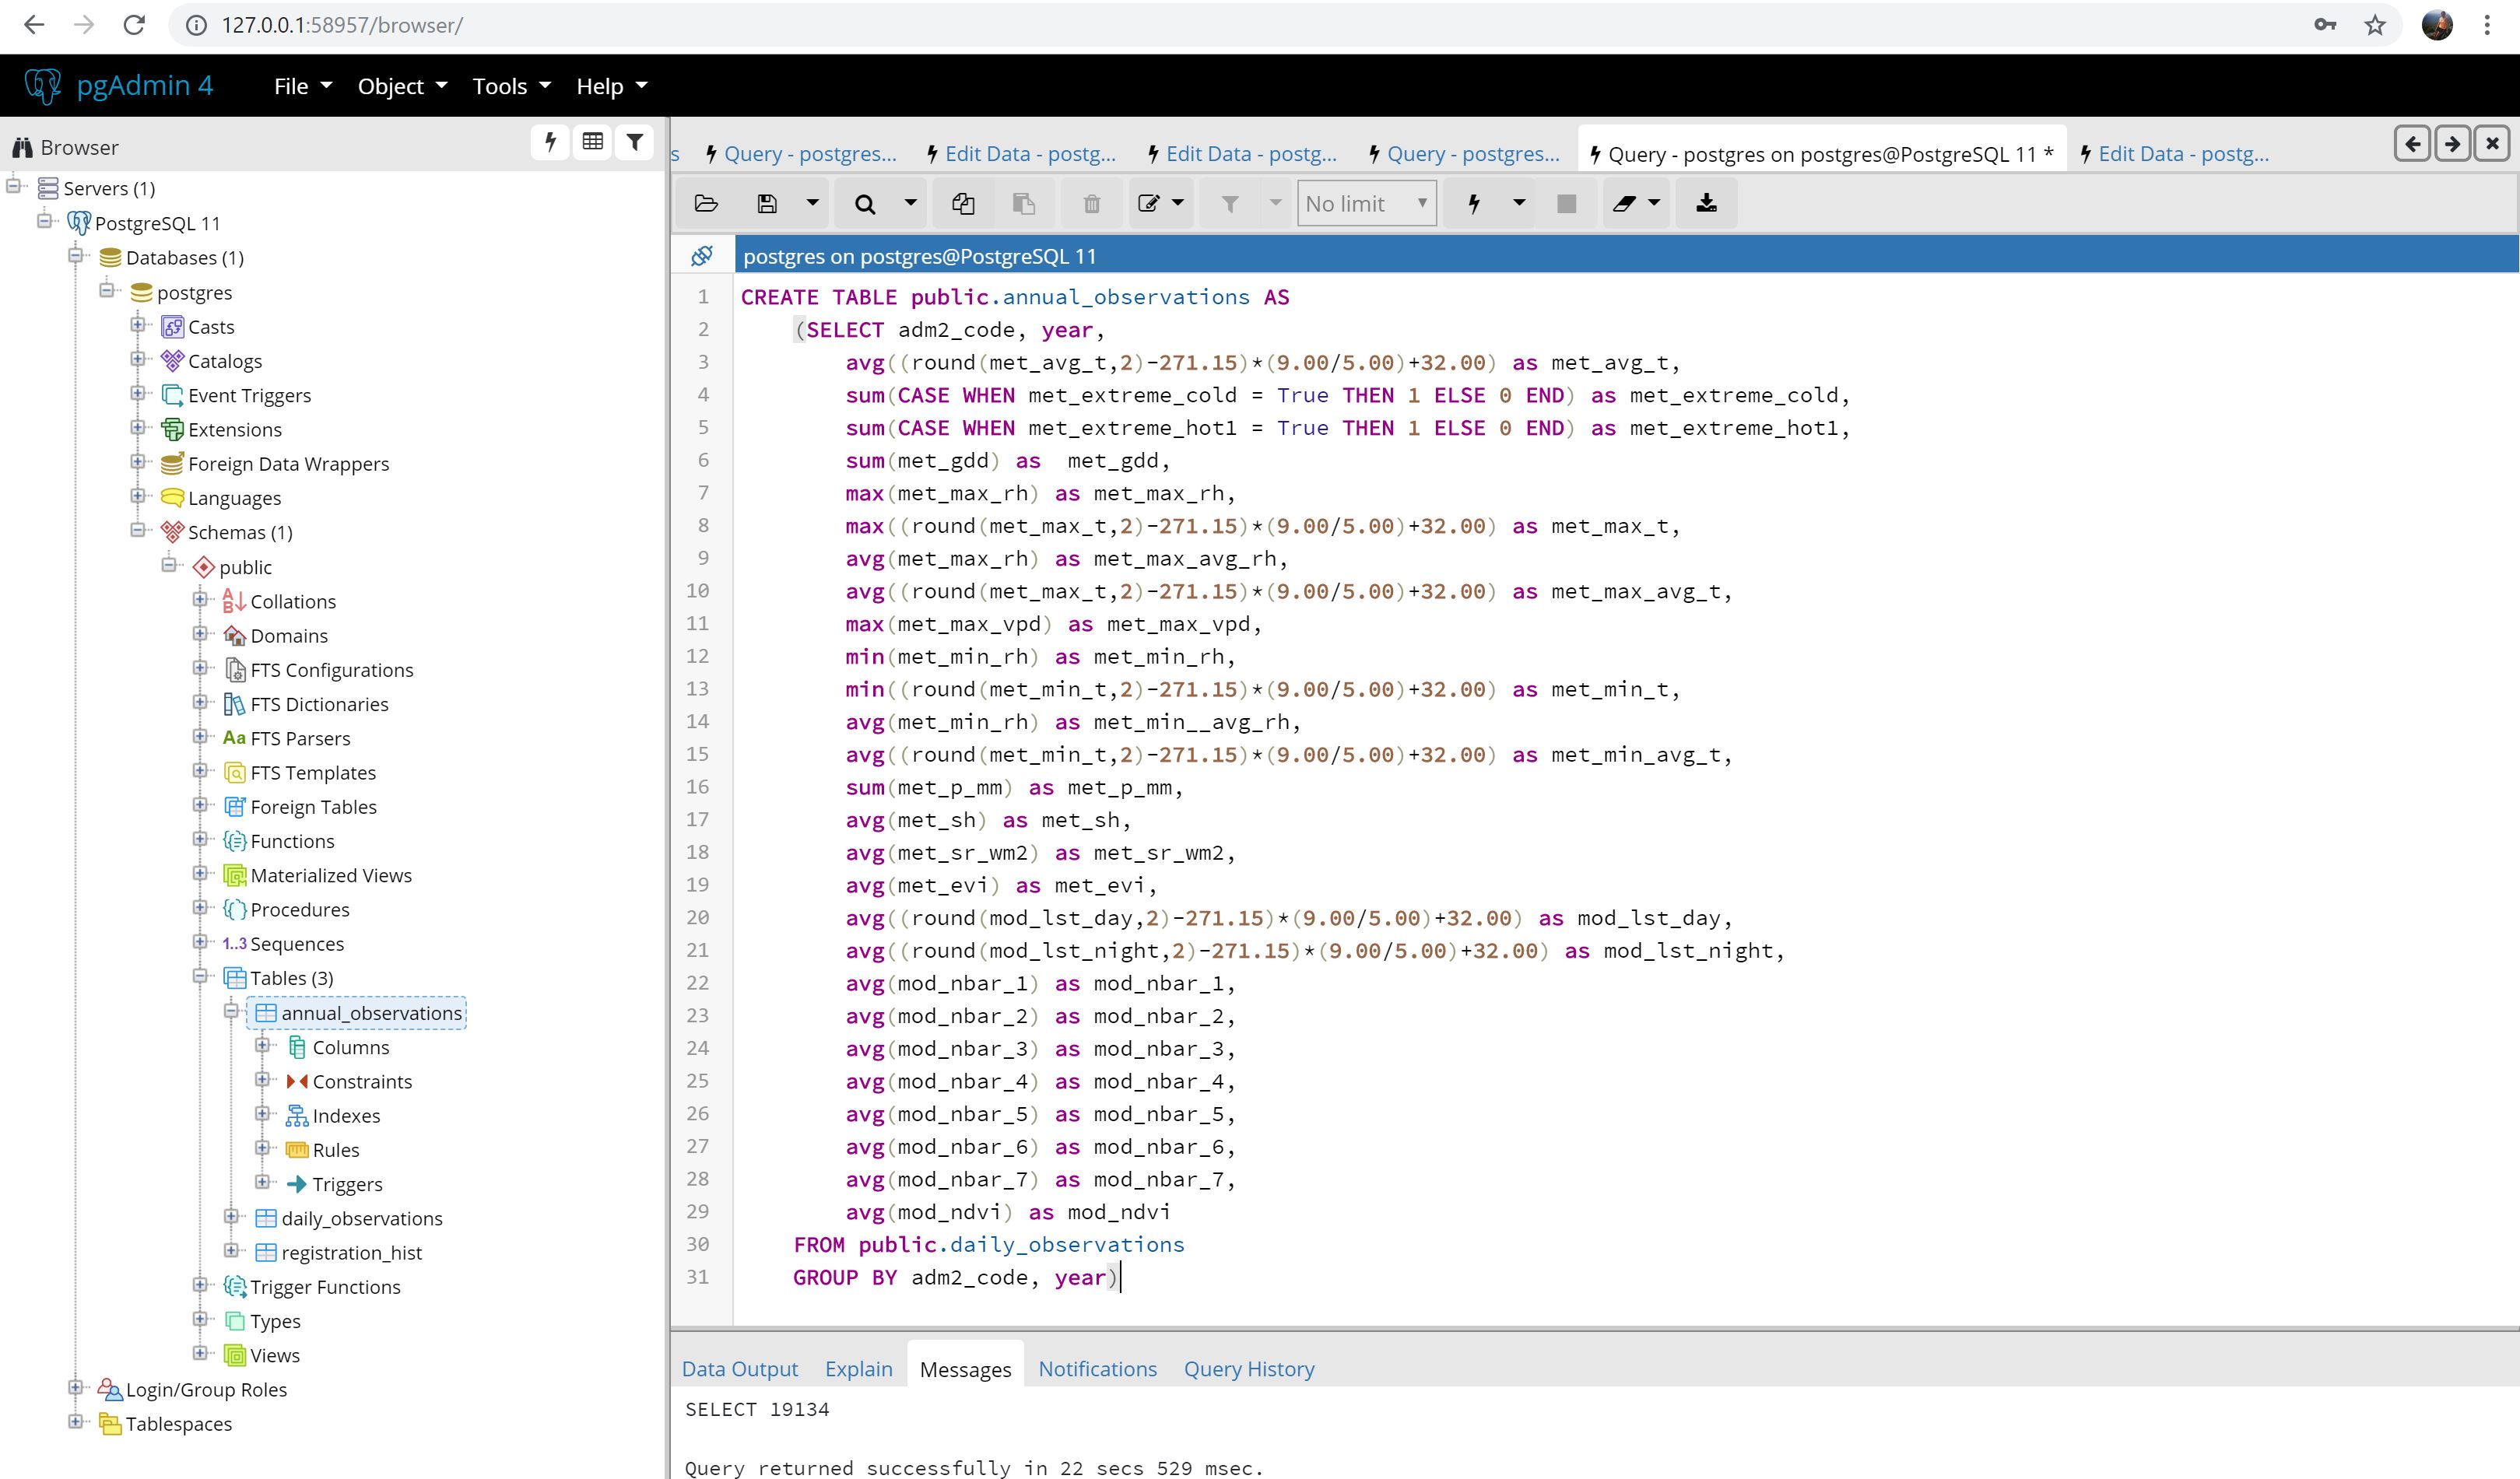 127.0.0.1:58957/browser/
pgAdmin 4 File Object Tools Help
Browser
Servers (1)
PostgreSQL 11
Databases (1)
postgres
Casts
Catalogs
Event Triggers
Extensions
Foreign Data Wrappers
Languages
Schemas (1)
public
Collations
Domains
FTS Configurations
FTS Dictionaries
Aa FTS Parsers
FTS Templates
Foreign Tables
Functions
Materialized Views
Procedures
1..3 Sequences
Tables (3)
annual_observations
Columns
Constraints
Indexes
Rules
Triggers
daily_observations
registration_hist
Trigger Functions
Types
Views
Login/Group Roles
Tablespaces
s Query - postgres... Edit Data - postg... Edit Data - postg... Query - postgres... Query - postgres on postgres@PostgreSQL 11 * Edit Data - postg...
No limit
postgres on postgres@PostgreSQL 11
1 CREATE TABLE public.annual_observations AS
2 (SELECT adm2_code, year,
3 avg((round(met_avg_t,2)-271.15)*(9.00/5.00)+32.00) as met_avg_t,
4 sum(CASE WHEN met_extreme_cold = True THEN 1 ELSE 0 END) as met_extreme_cold,
5 sum(CASE WHEN met_extreme_hot1 = True THEN 1 ELSE 0 END) as met_extreme_hot1,
6 sum(met_gdd) as  met_gdd,
7 max(met_max_rh) as met_max_rh,
8 max((round(met_max_t,2)-271.15)*(9.00/5.00)+32.00) as met_max_t,
9 avg(met_max_rh) as met_max_avg_rh,
10 avg((round(met_max_t,2)-271.15)*(9.00/5.00)+32.00) as met_max_avg_t,
11 max(met_max_vpd) as met_max_vpd,
12 min(met_min_rh) as met_min_rh,
13 min((round(met_min_t,2)-271.15)*(9.00/5.00)+32.00) as met_min_t,
14 avg(met_min_rh) as met_min__avg_rh,
15 avg((round(met_min_t,2)-271.15)*(9.00/5.00)+32.00) as met_min_avg_t,
16 sum(met_p_mm) as met_p_mm,
17 avg(met_sh) as met_sh,
18 avg(met_sr_wm2) as met_sr_wm2,
19 avg(met_evi) as met_evi,
20 avg((round(mod_lst_day,2)-271.15)*(9.00/5.00)+32.00) as mod_lst_day,
21 avg((round(mod_lst_night,2)-271.15)*(9.00/5.00)+32.00) as mod_lst_night,
22 avg(mod_nbar_1) as mod_nbar_1,
23 avg(mod_nbar_2) as mod_nbar_2,
24 avg(mod_nbar_3) as mod_nbar_3,
25 avg(mod_nbar_4) as mod_nbar_4,
26 avg(mod_nbar_5) as mod_nbar_5,
27 avg(mod_nbar_6) as mod_nbar_6,
28 avg(mod_nbar_7) as mod_nbar_7,
29 avg(mod_ndvi) as mod_ndvi
30 FROM public.daily_observations
31 GROUP BY adm2_code, year)
Data Output Explain Messages Notifications Query History
SELECT 19134
Query returned successfully in 22 secs 529 msec.